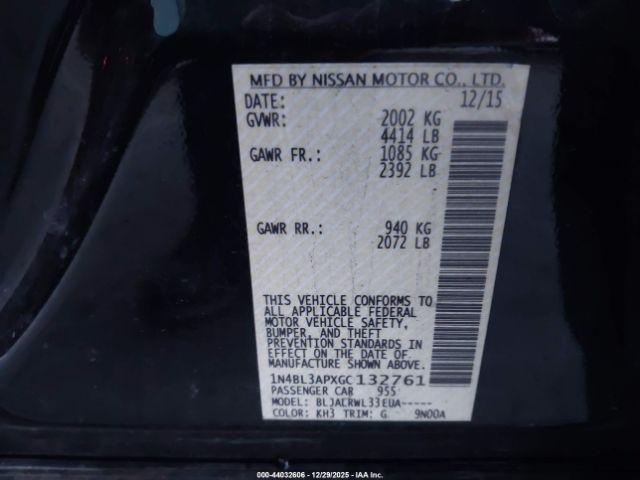 MFD BY NISSAN MOTOR CO., LTD.
DATE: 12/15
GVWR: 2002 KG
4414 LB
GAWR FR.: 1085 KG
2392 LB
GAWR RR.: 940 KG
2072 LB
THIS VEHICLE CONFORMS TO
ALL APPLICABLE FEDERAL
MOTOR VEHICLE SAFETY,
BUMPER, AND THEFT
PREVENTION STANDARDS
IN EFFECT ON THE DATE OF
MANUFACTURE SHOWN ABOVE.
1N4BL3APXGC132761
PASSENGER CAR 955
MODEL: BLJALRWL33EUA-----
COLOR: KH3 TRIM: G 9N00A
000-44032606 - 12/29/2025 - IAA Inc.